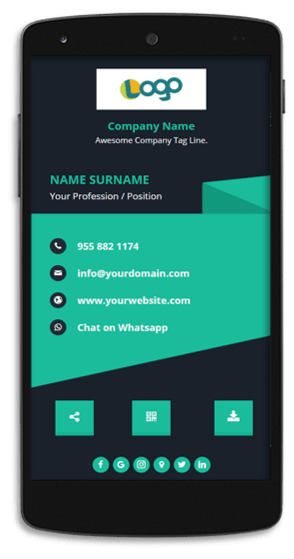 Logo
Company Name
Awesome Company Tag Line.
NAME SURNAME
Your Profession / Position
955 882 1174
info@yourdomain.com
www.yourwebsite.com
Chat on Whatsapp